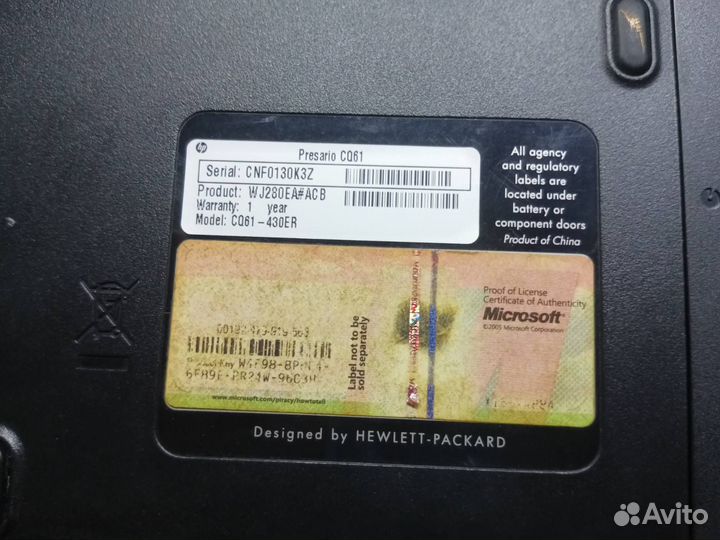 hp
Presario CQ61
Serial: CNF0130K3Z
Product: WJ280EA#ACB
Warranty: 1 year
Model: CQ61-430ER
All agency
and regulatory
labels are
located under
battery or
component doors
Product of China
Label not to be
sold separately
Proof of License
Certificate of Authenticity
Microsoft®
©2005 Microsoft Corporation
www.microsoft.com/piracy/howtotell
Designed by HEWLETT-PACKARD
Avito